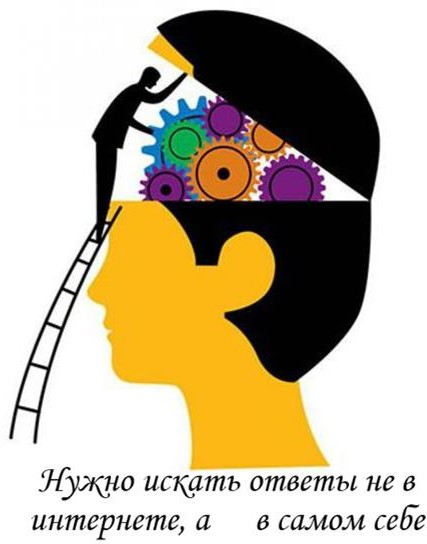 Нужно искать ответы не в
интернете, а в самом себе